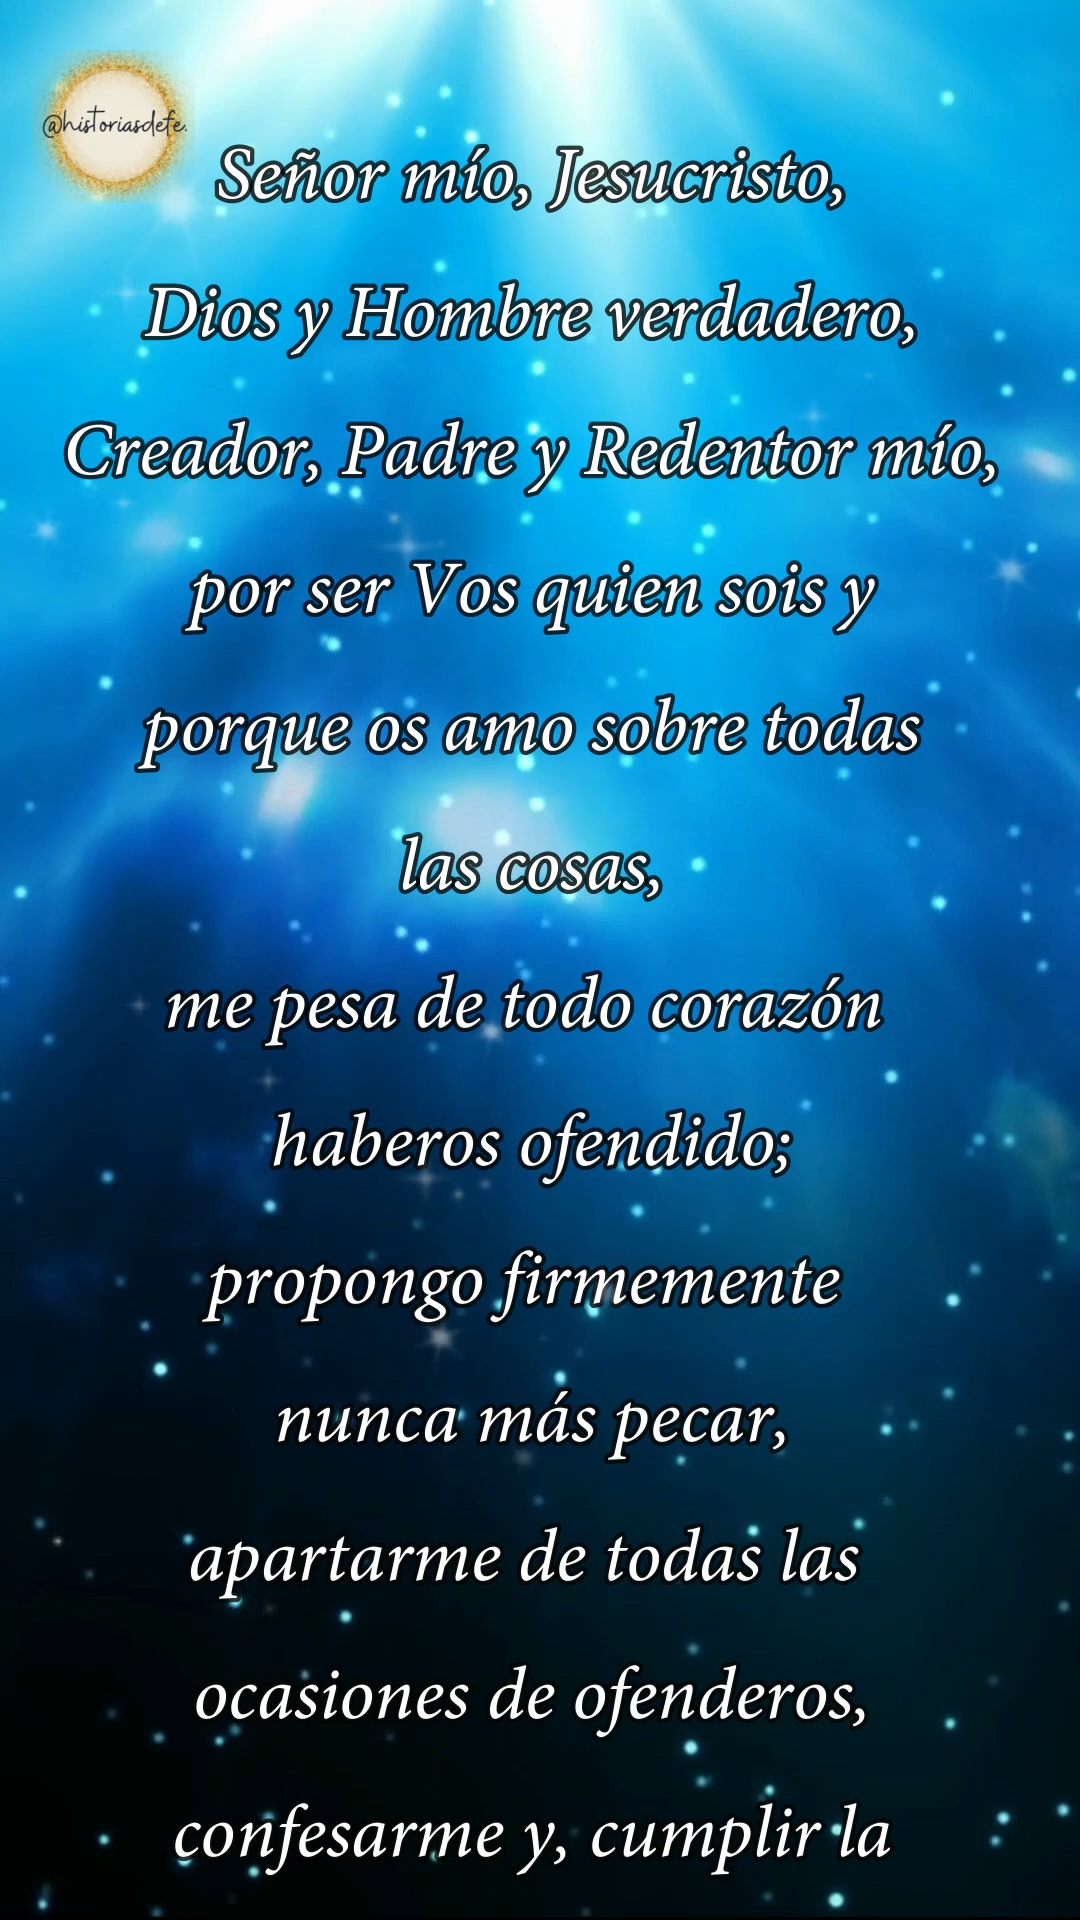 @historiasdefe.
Señor mío, Jesucristo,
Dios y Hombre verdadero,
Creador, Padre y Redentor mío,
por ser Vos quien sois y
porque os amo sobre todas
las cosas,
me pesa de todo corazón
haberos ofendido;
propongo firmemente
nunca más pecar,
apartarme de todas las
ocasiones de ofenderos,
confesarme y, cumplir la